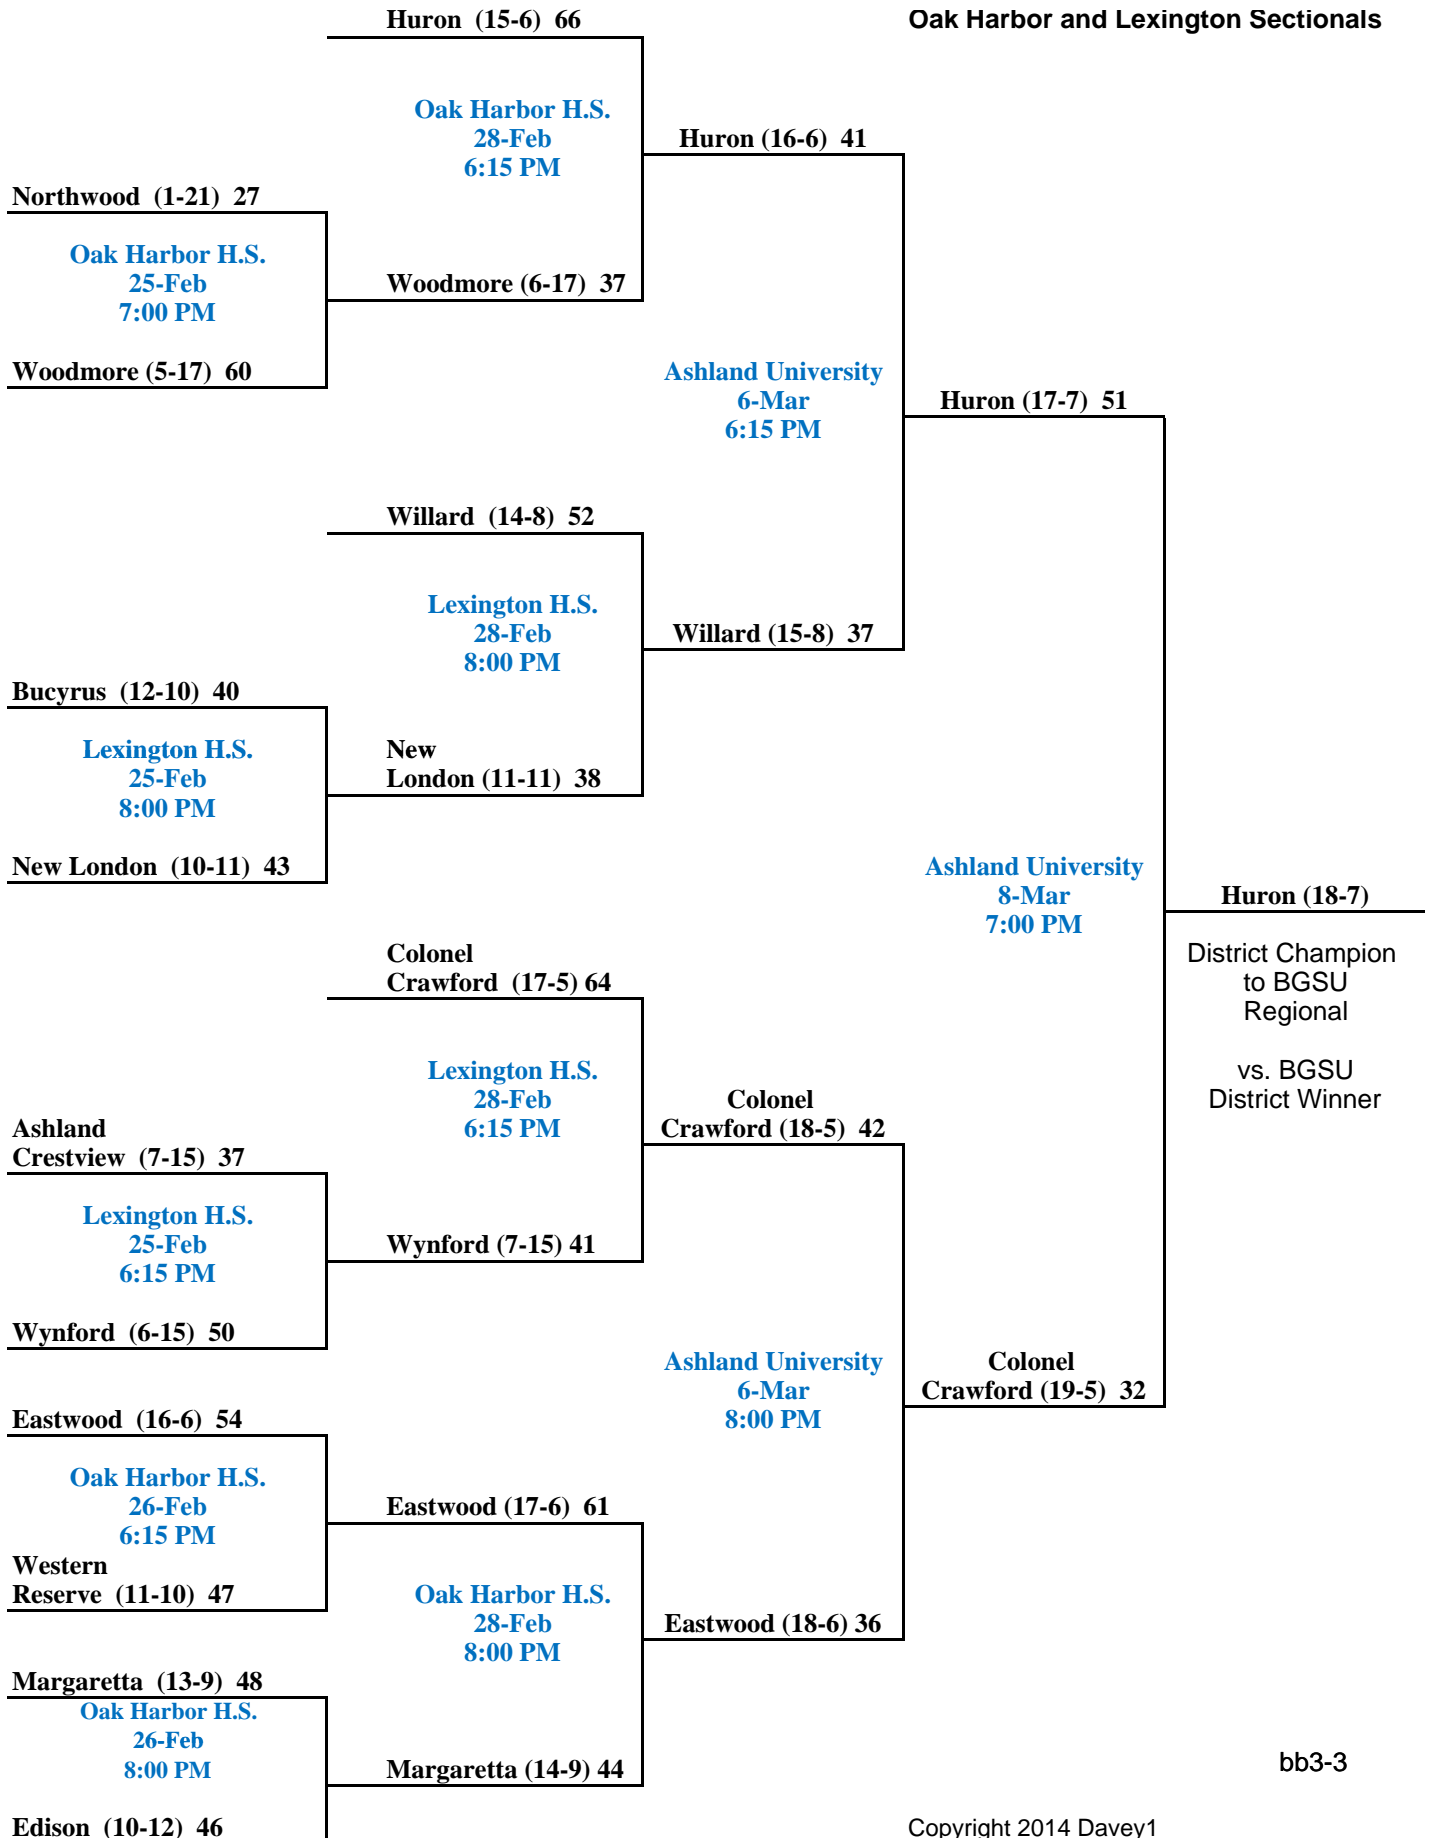 Huron (15-6) 66
Oak Harbor and Lexington Sectionals
Oak Harbor H.S.
28-Feb
6:15 PM
Huron (16-6) 41
Northwood (1-21) 27
Oak Harbor H.S.
25-Feb
7:00 PM
Woodmore (6-17) 37
Woodmore (5-17) 60
Ashland University
6-Mar
6:15 PM
Huron (17-7) 51
Willard (14-8) 52
Lexington H.S.
28-Feb
8:00 PM
Willard (15-8) 37
Bucyrus (12-10) 40
Lexington H.S.
25-Feb
8:00 PM
New
London (11-11) 38
New London (10-11) 43
Ashland University
8-Mar
7:00 PM
Huron (18-7)
District Champion
to BGSU
Regional
vs. BGSU
District Winner
Colonel
Crawford (17-5) 64
Lexington H.S.
28-Feb
6:15 PM
Colonel
Crawford (18-5) 42
Ashland
Crestview (7-15) 37
Lexington H.S.
25-Feb
6:15 PM
Wynford (7-15) 41
Wynford (6-15) 50
Ashland University
6-Mar
8:00 PM
Colonel
Crawford (19-5) 32
Eastwood (16-6) 54
Oak Harbor H.S.
26-Feb
6:15 PM
Eastwood (17-6) 61
Western
Reserve (11-10) 47
Oak Harbor H.S.
28-Feb
8:00 PM
Eastwood (18-6) 36
Margaretta (13-9) 48
Oak Harbor H.S.
26-Feb
8:00 PM
Margaretta (14-9) 44
bb3-3
Edison (10-12) 46
Copyright 2014 Davey1